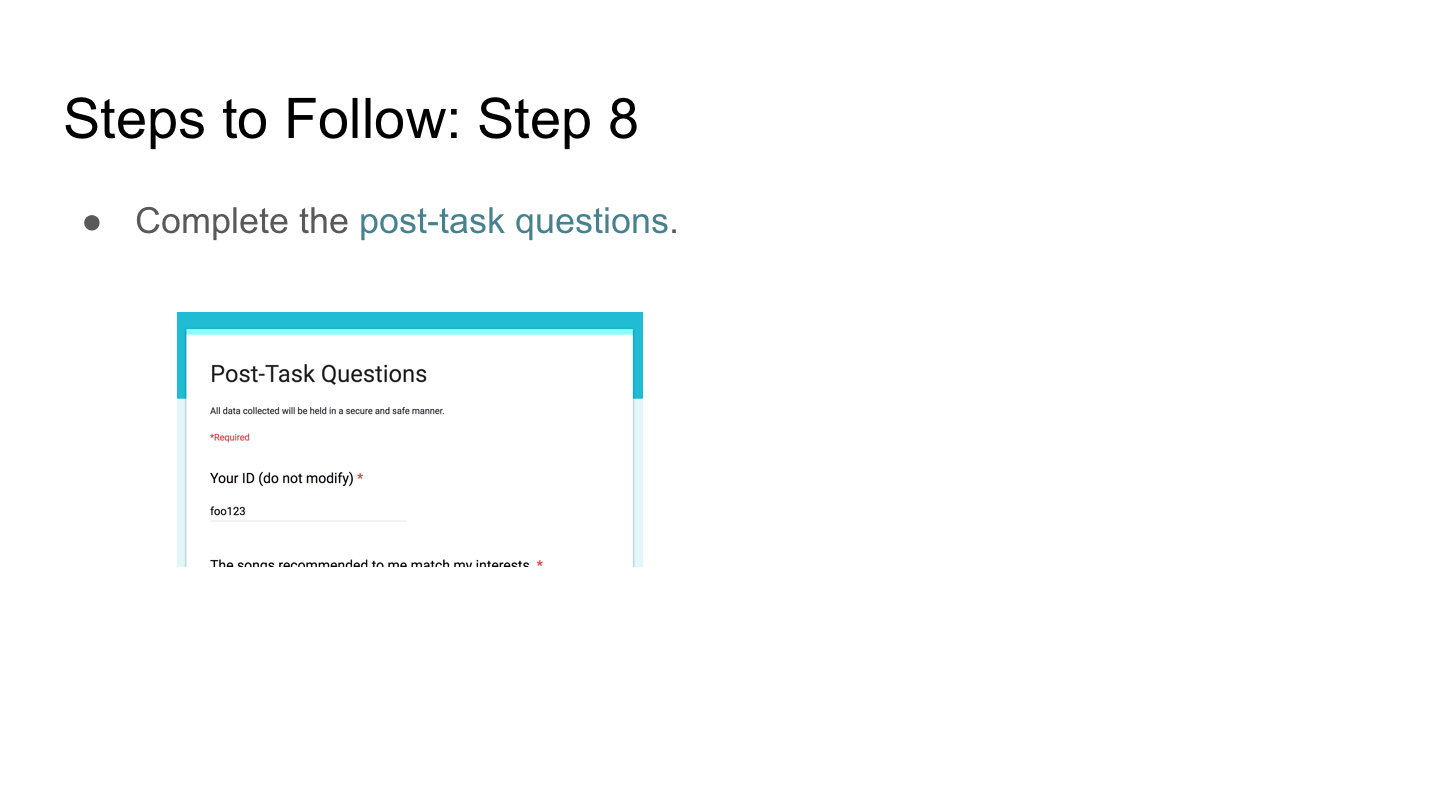 Steps to Follow: Step 8
● Complete the post-task questions.
Post-Task Questions
All data collected will be held in a secure and safe manner.
*Required
Your ID (do not modify) *
foo123
The songs recommended to me match my interests. *